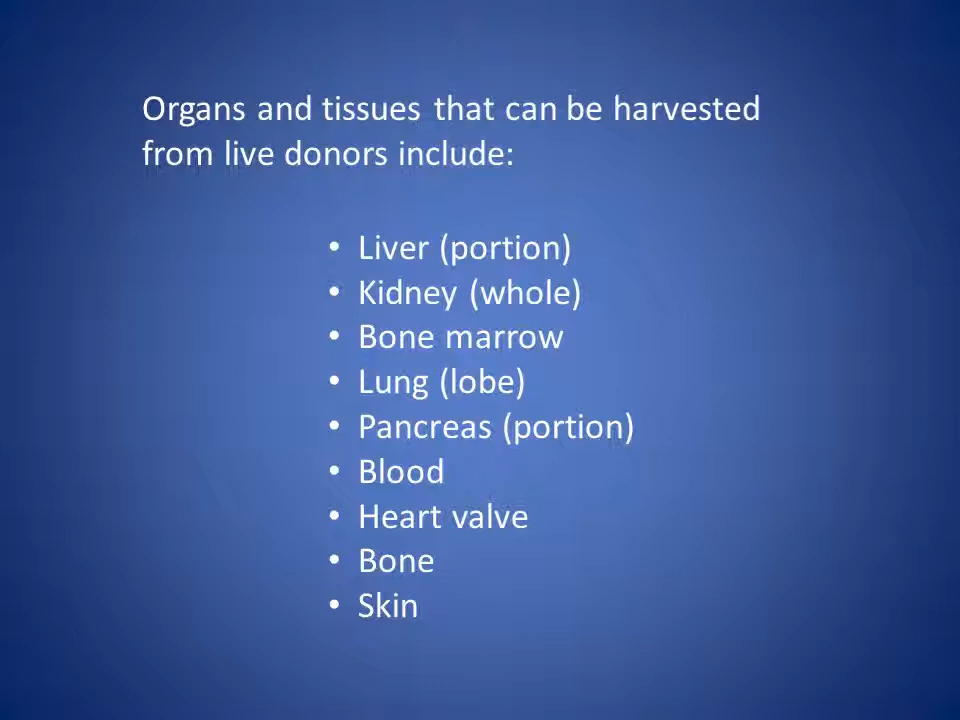 Organs and tissues that can be harvested
from live donors include:
• Liver (portion)
• Kidney (whole)
• Bone marrow
• Lung (lobe)
• Pancreas (portion)
• Blood
• Heart valve
• Bone
• Skin